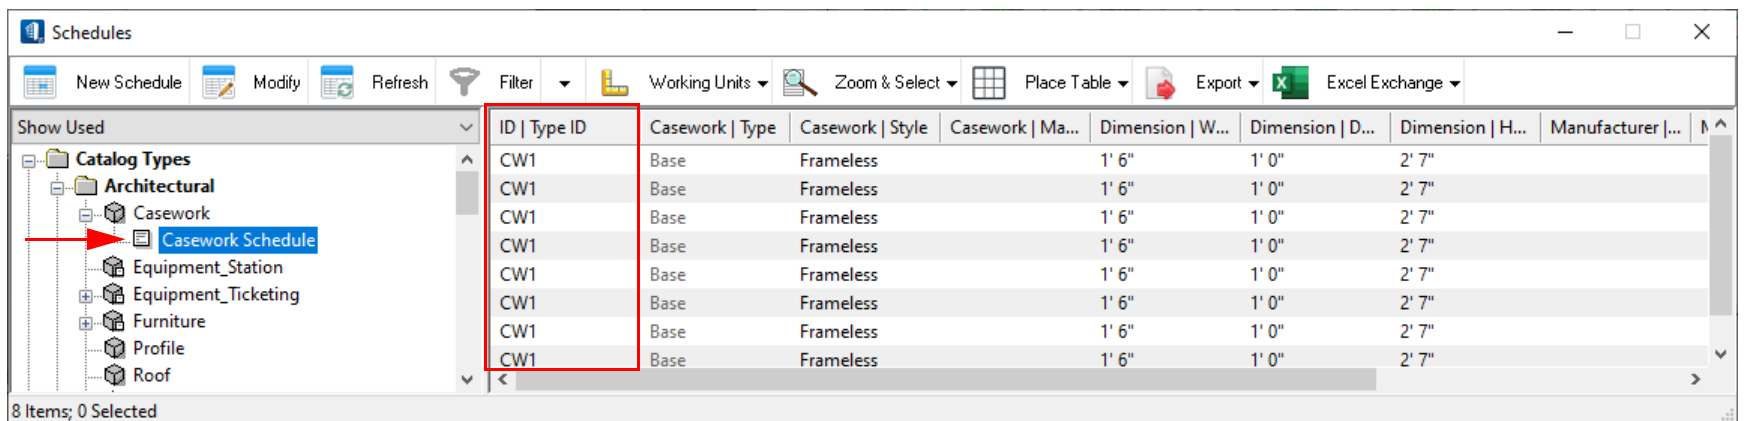 Schedules
New Schedule Modify Refresh Filter Working Units Zoom & Select Place Table Export Excel Exchange
Show Used
Catalog Types
Architectural
Casework
Casework Schedule
Equipment_Station
Equipment_Ticketing
Furniture
Profile
Roof
ID | Type ID Casework | Type Casework | Style Casework | Ma... Dimension | W... Dimension | D... Dimension | H... Manufacturer |...
CW1 Base Frameless 1' 6" 1' 0" 2' 7"
CW1 Base Frameless 1' 6" 1' 0" 2' 7"
CW1 Base Frameless 1' 6" 1' 0" 2' 7"
CW1 Base Frameless 1' 6" 1' 0" 2' 7"
CW1 Base Frameless 1' 6" 1' 0" 2' 7"
CW1 Base Frameless 1' 6" 1' 0" 2' 7"
CW1 Base Frameless 1' 6" 1' 0" 2' 7"
CW1 Base Frameless 1' 6" 1' 0" 2' 7"
8 Items; 0 Selected